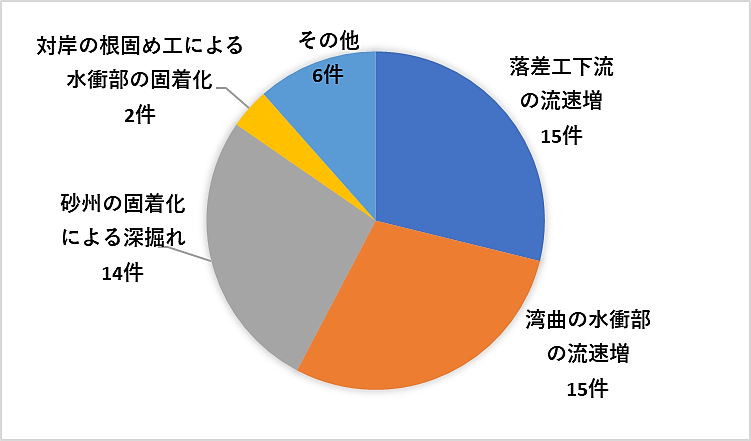 対岸の根固め工による
水衝部の固着化
2件
その他
6件
落差工下流
の流速増
15件
砂州の固着化
による深掘れ
14件
湾曲の水衝部
の流速増
15件